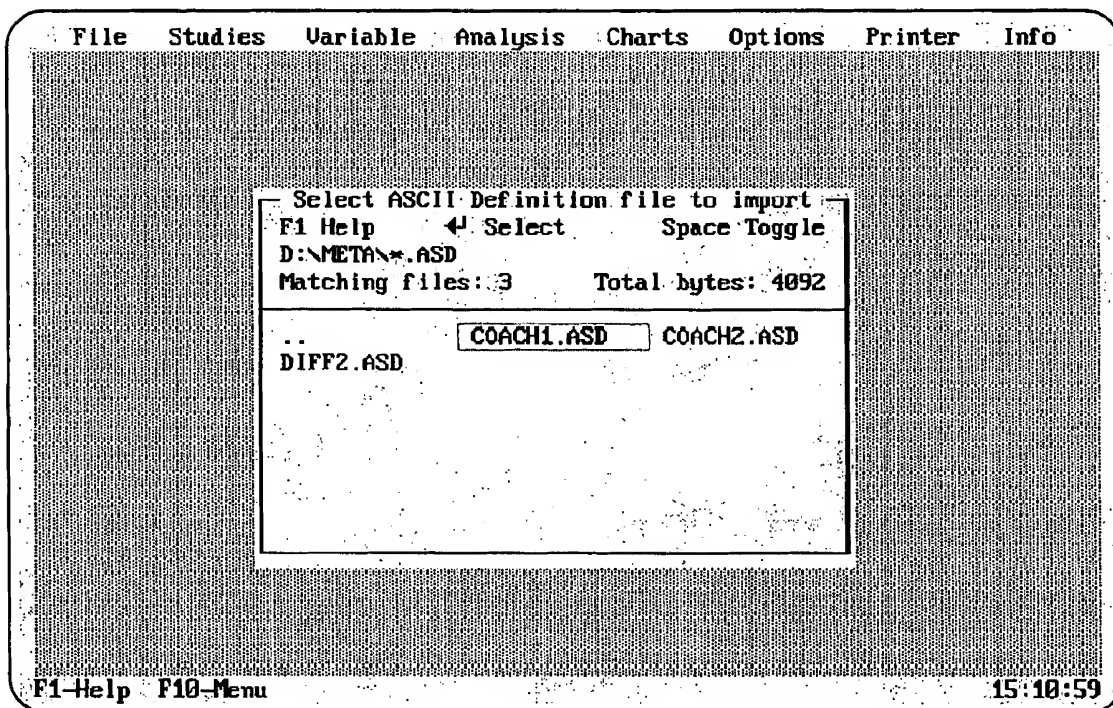 File Studies Variable Analysis Charts Options Printer Info
Select ASCII Definition file to import
F1 Help ↵ Select Space Toggle
D:\META\*.ASD
Matching files: 3 Total bytes: 4092
.. COACH1.ASD COACH2.ASD
DIFF2.ASD
F1-Help F10-Menu 15:10:59